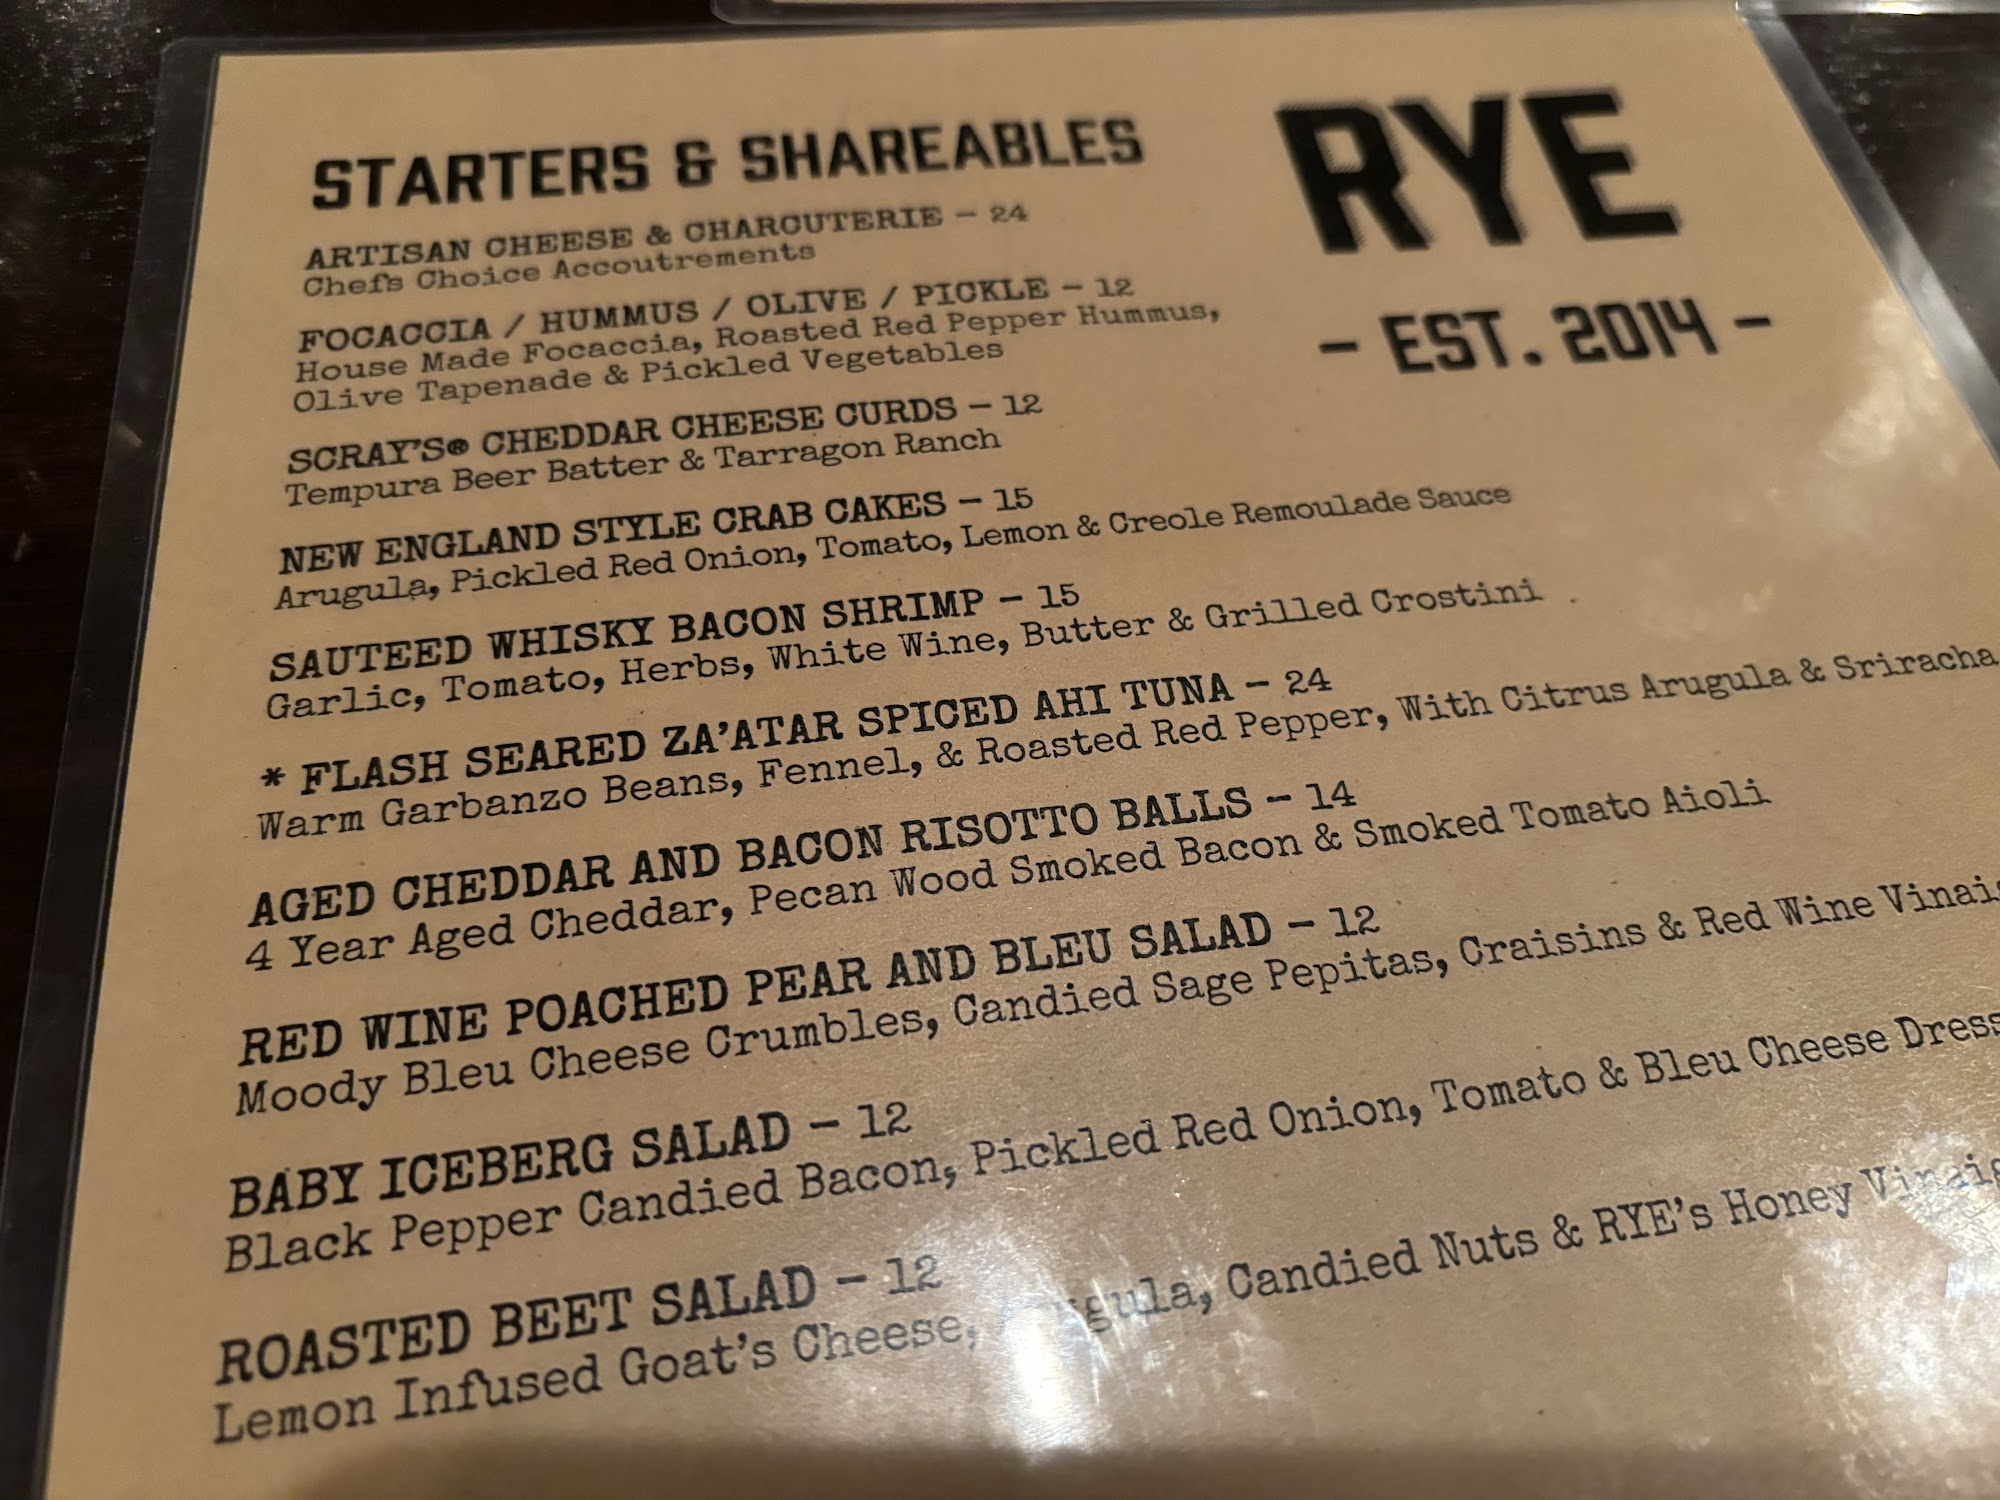 STARTERS & SHAREABLES
ARTISAN CHEESE & CHARCUTERIE – 24
Chefs Choice Accoutrements
FOCACCIA / HUMMUS / OLIVE / PICKLE – 12
House Made Focaccia, Roasted Red Pepper Hummus,
Olive Tapenade & Pickled Vegetables
SCRAY'S® CHEDDAR CHEESE CURDS – 12
Tempura Beer Batter & Tarragon Ranch
NEW ENGLAND STYLE CRAB CAKES – 15
Arugula, Pickled Red Onion, Tomato, Lemon & Creole Remoulade Sauce
SAUTEED WHISKY BACON SHRIMP – 15
Garlic, Tomato, Herbs, White Wine, Butter & Grilled Crostini
* FLASH SEARED ZA'ATAR SPICED AHI TUNA – 24
Warm Garbanzo Beans, Fennel, & Roasted Red Pepper, With Citrus Arugula & Sriracha
AGED CHEDDAR AND BACON RISOTTO BALLS – 14
4 Year Aged Cheddar, Pecan Wood Smoked Bacon & Smoked Tomato Aioli
RED WINE POACHED PEAR AND BLEU SALAD – 12
Moody Bleu Cheese Crumbles, Candied Sage Pepitas, Craisins & Red Wine
BABY ICEBERG SALAD – 12
Black Pepper Candied Bacon, Pickled Red Onion, Tomato & Bleu Cheese
ROASTED BEET SALAD – 12
Lemon Infused Goat's Cheese, Candied Nuts & RYE's Honey
RYE
– EST. 2014 –